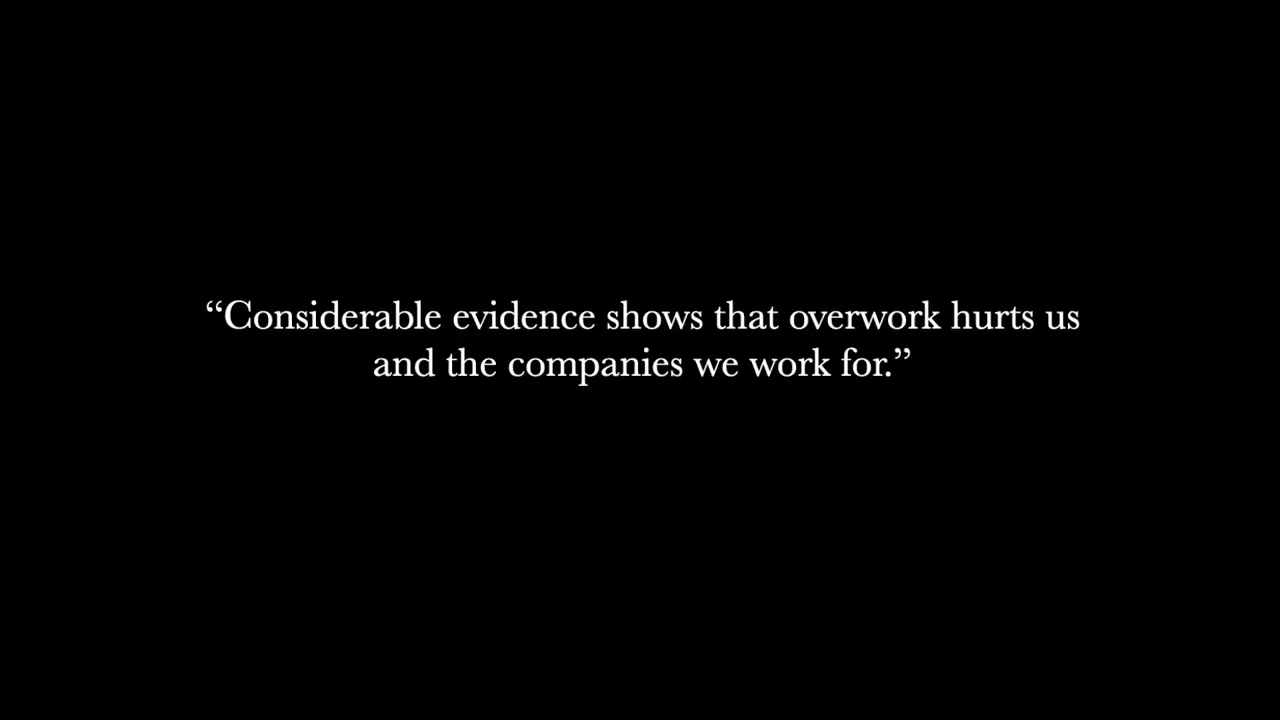 “Considerable evidence shows that overwork hurts us
and the companies we work for.”